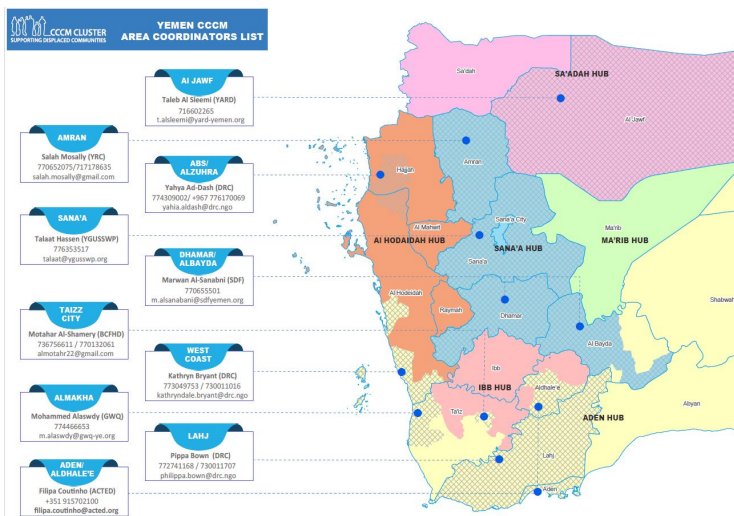 CCCM CLUSTER
SUPPORTING DISPLACED COMMUNITIES
YEMEN CCCM
AREA COORDINATORS LIST
Al JAWF
Taleb Al Sleemi (YARD)
716602265
t.alsleemi@yard-yemen.org
AMRAN
Salah Mosally (YRC)
770652075/717178635
salah.mosally@gmail.com
ABS/
ALZUHRA
Yahya Ad-Dash (DRC)
774309002/ +967 776170069
yahia.aldash@drc.ngo
SANA'A
Talaat Hassen (YGUSSWP)
776353517
talaat@ygusswp.org
DHAMAR/
ALBAYDA
Marwan Al-Sanabni (SDF)
770655501
m.alsanabani@sdfyemen.org
TAIZZ
CITY
Motahar Al-Shamery (BCFHD)
736756611 / 770132061
almotahr22@gmail.com
WEST
COAST
Kathryn Bryant (DRC)
773049753 / 730011016
kathryndale.bryant@drc.ngo
ALMAKHA
Mohammed Alaswdy (GWQ)
774466653
m.alaswdy@gwq-ye.org
LAHJ
Pippa Bown (DRC)
772741168 / 730011707
philippa.bown@drc.ngo
ADEN/
ALDHALE'E
Filipa Coutinho (ACTED)
+351 915702100
filipa.coutinho@acted.org
Sa'dah
SA'ADAH HUB
Al Jawf
Hajjah
Amran
Al Mahwit
Sana'a City
Ma'rib
Al HODAIDAH HUB
SANA'A HUB
MA'RIB HUB
Sana'a
Al Hodeidah
Raymah
Dhamar
Shabwah
Al Bayda
Ibb
IBB HUB
Aldhale'e
Abyan
Ta'iz
ADEN HUB
Lahj
Aden